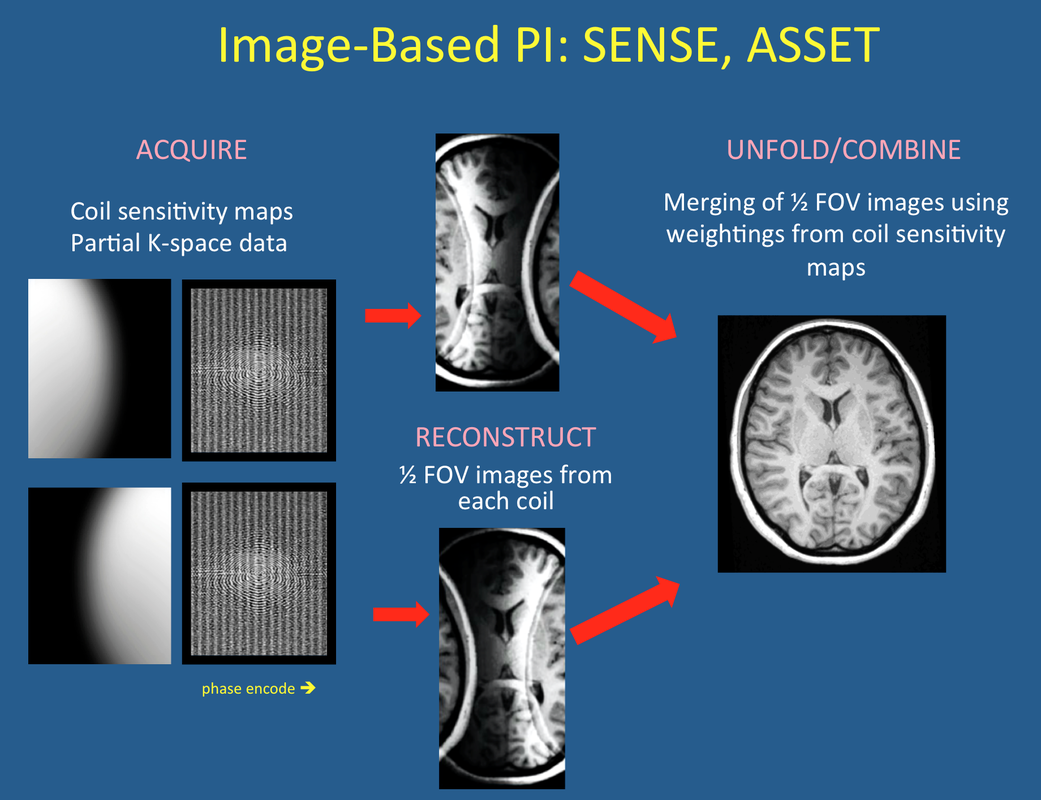 Image-Based PI: SENSE, ASSET
ACQUIRE
Coil sensitivity maps
Partial K-space data
phase encode ➔
RECONSTRUCT
½ FOV images from
each coil
UNFOLD/COMBINE
Merging of ½ FOV images using
weightings from coil sensitivity
maps